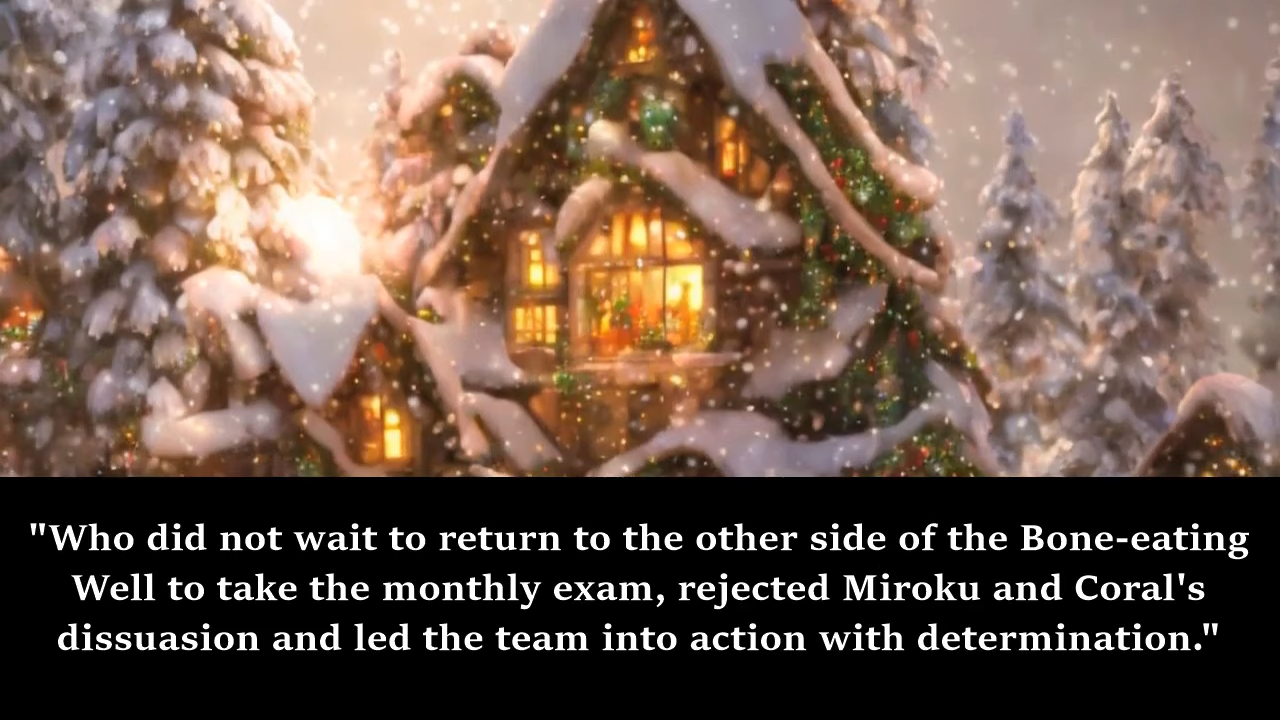 "Who did not wait to return to the other side of the Bone-eating
Well to take the monthly exam, rejected Miroku and Coral's
dissuasion and led the team into action with determination."